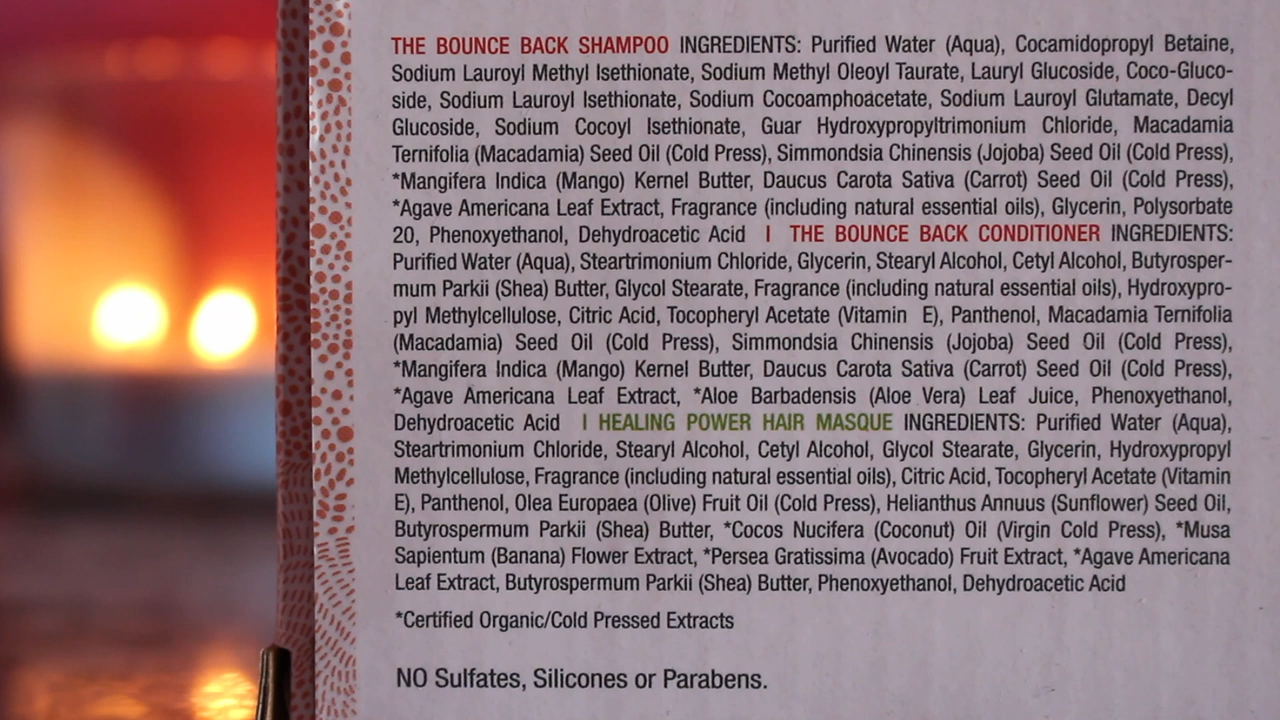 THE BOUNCE BACK SHAMPOO INGREDIENTS: Purified Water (Aqua), Cocamidopropyl Betaine,
Sodium Lauroyl Methyl Isethionate, Sodium Methyl Oleoyl Taurate, Lauryl Glucoside, Coco-Gluco-
side, Sodium Lauroyl Isethionate, Sodium Cocoamphoacetate, Sodium Lauroyl Glutamate, Decyl
Glucoside, Sodium Cocoyl Isethionate, Guar Hydroxypropyltrimonium Chloride, Macadamia
Ternifolia (Macadamia) Seed Oil (Cold Press), Simmondsia Chinensis (Jojoba) Seed Oil (Cold Press),
*Mangifera Indica (Mango) Kernel Butter, Daucus Carota Sativa (Carrot) Seed Oil (Cold Press),
*Agave Americana Leaf Extract, Fragrance (including natural essential oils), Glycerin, Polysorbate
20, Phenoxyethanol, Dehydroacetic Acid | THE BOUNCE BACK CONDITIONER INGREDIENTS:
Purified Water (Aqua), Steartrimonium Chloride, Glycerin, Stearyl Alcohol, Cetyl Alcohol, Butyrosper-
mum Parkii (Shea) Butter, Glycol Stearate, Fragrance (including natural essential oils), Hydroxypro-
pyl Methylcellulose, Citric Acid, Tocopheryl Acetate (Vitamin E), Panthenol, Macadamia Ternifolia
(Macadamia) Seed Oil (Cold Press), Simmondsia Chinensis (Jojoba) Seed Oil (Cold Press),
*Mangifera Indica (Mango) Kernel Butter, Daucus Carota Sativa (Carrot) Seed Oil (Cold Press),
*Agave Americana Leaf Extract, *Aloe Barbadensis (Aloe Vera) Leaf Juice, Phenoxyethanol,
Dehydroacetic Acid | HEALING POWER HAIR MASQUE INGREDIENTS: Purified Water (Aqua),
Steartrimonium Chloride, Stearyl Alcohol, Cetyl Alcohol, Glycol Stearate, Glycerin, Hydroxypropyl
Methylcellulose, Fragrance (including natural essential oils), Citric Acid, Tocopheryl Acetate (Vitamin
E), Panthenol, Olea Europaea (Olive) Fruit Oil (Cold Press), Helianthus Annuus (Sunflower) Seed Oil,
Butyrospermum Parkii (Shea) Butter, *Cocos Nucifera (Coconut) Oil (Virgin Cold Press), *Musa
Sapientum (Banana) Flower Extract, *Persea Gratissima (Avocado) Fruit Extract, *Agave Americana
Leaf Extract, Butyrospermum Parkii (Shea) Butter, Phenoxyethanol, Dehydroacetic Acid
*Certified Organic/Cold Pressed Extracts
NO Sulfates, Silicones or Parabens.